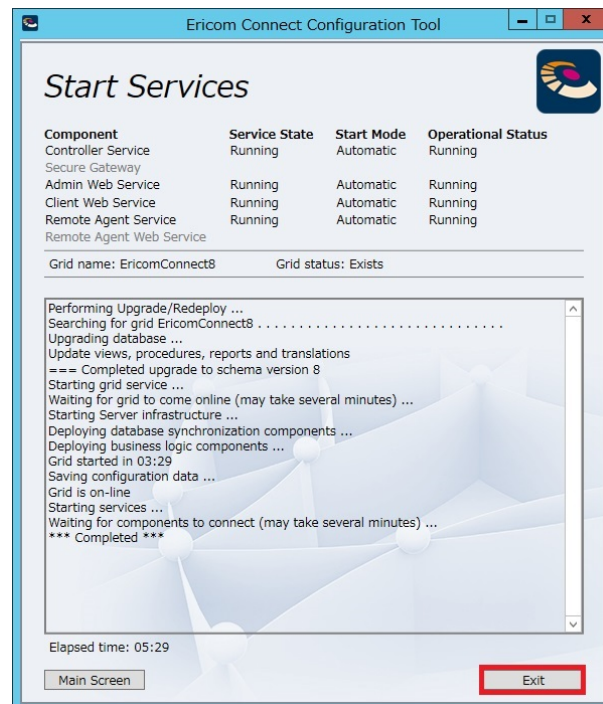 Ericom Connect Configuration Tool
Start Services
Component Service State Start Mode Operational Status
Controller Service Running Automatic Running
Secure Gateway
Admin Web Service Running Automatic Running
Client Web Service Running Automatic Running
Remote Agent Service Running Automatic Running
Remote Agent Web Service
Grid name: EricomConnect8 Grid status: Exists
Performing Upgrade/Redeploy ...
Searching for grid EricomConnect8 . . . . . . . . . . . . . . . . . . . . . . . . . . . . . . .
Upgrading database ...
Update views, procedures, reports and translations
=== Completed upgrade to schema version 8
Starting grid service ...
Waiting for grid to come online (may take several minutes) ...
Starting Server infrastructure ...
Deploying database synchronization components ...
Deploying business logic components ...
Grid started in 03:29
Saving configuration data ...
Grid is on-line
Starting services ...
Waiting for components to connect (may take several minutes) ...
*** Completed ***
Elapsed time: 05:29
Main Screen Exit